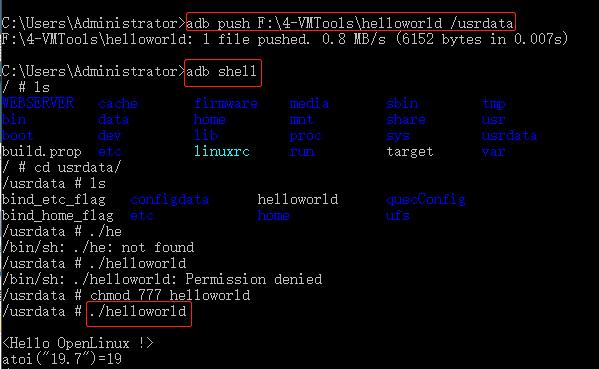 C:\Users\Administrator>adb push F:\4-VMTools\helloworld /usrdata
F:\4-VMTools\helloworld: 1 file pushed. 0.8 MB/s (6152 bytes in 0.007s)
C:\Users\Administrator>adb shell
/ # ls
WEBSERVER cache firmware media sbin tmp
bin data home mnt share usr
boot dev lib proc sys usrdata
build.prop etc linuxrc run target var
/ # cd usrdata/
/usrdata # ls
bind_etc_flag configdata helloworld quecConfig
bind_home_flag etc home ufs
/usrdata # ./he
/bin/sh: ./he: not found
/usrdata # ./helloworld
/bin/sh: ./helloworld: Permission denied
/usrdata # chmod 777 helloworld
/usrdata # ./helloworld
<Hello OpenLinux !>
atoi("19.7")=19